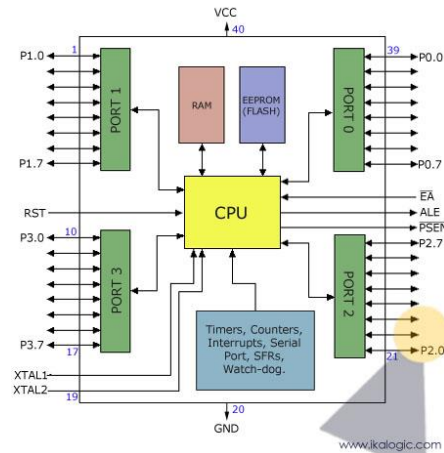 VCC
40
1
39
P1.0
P0.0
PORT 1
RAM
EEPROM
(FLASH)
PORT 0
P1.7
P0.7
CPU
EA
RST
ALE
PSEN
10
P3.0
P2.7
PORT 3
PORT 2
Timers, Counters,
Interrupts, Serial
Port, SFRs,
Watch-dog.
P3.7
P2.0
17
21
XTAL1
XTAL2
19
20
GND
www.ikalogic.com